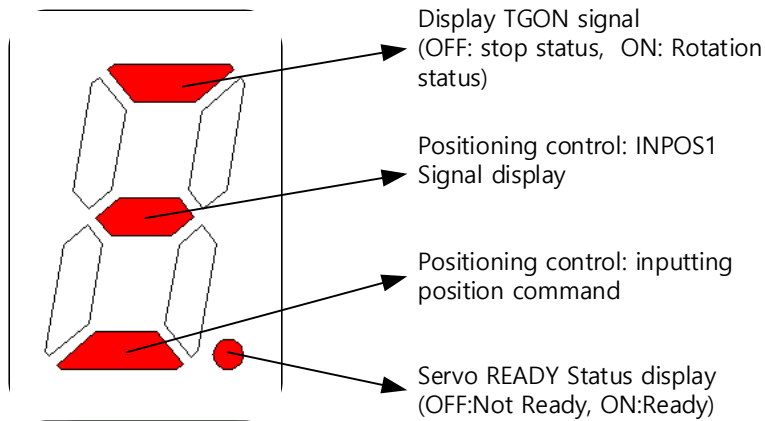 Display TGON signal
(OFF: stop status, ON: Rotation
status)
Positioning control: INPOS1
Signal display
Positioning control: inputting
position command
Servo READY Status display
(OFF:Not Ready, ON:Ready)